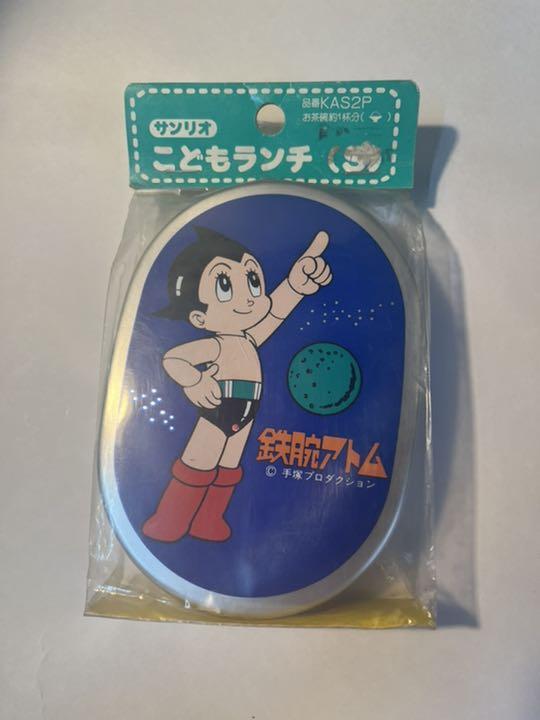 品番KAS2P
お茶碗約1杯分( )
サンリオ
こどもランチ(S)
鉄腕アトム
© 手塚プロダクション